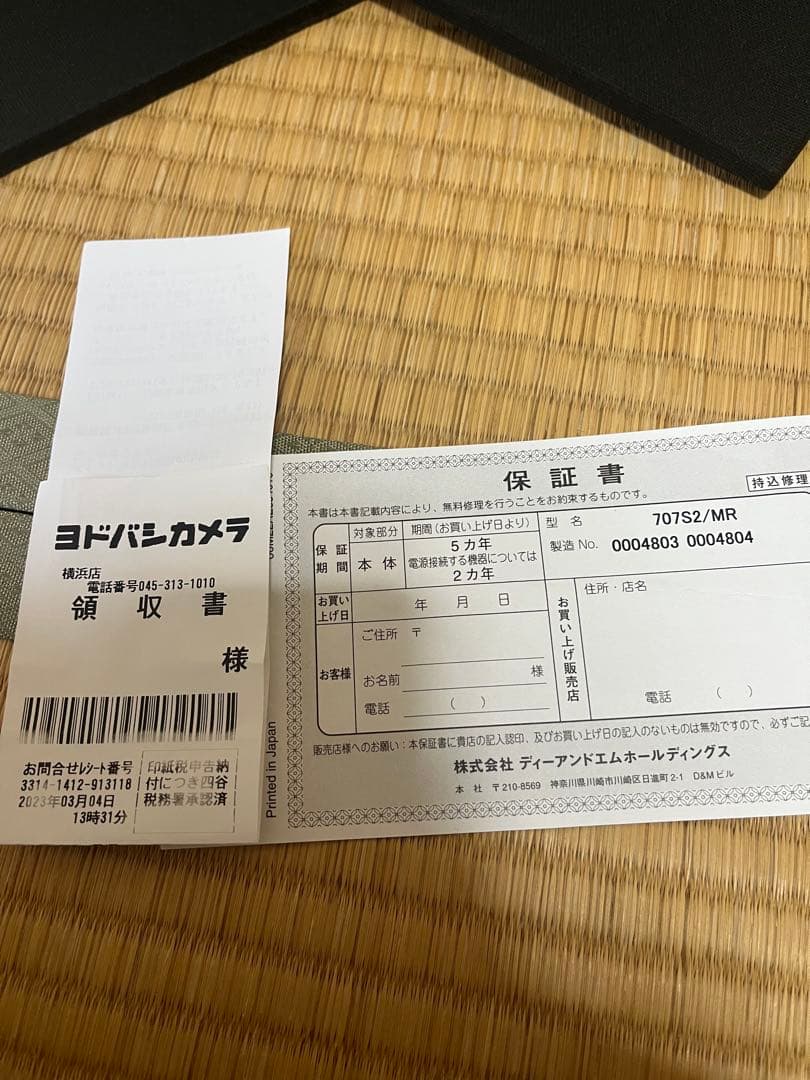 ヨドバシカメラ
横浜店
電話番号045-313-1010
領収書
様
お問合せレシート番号
3314-1412-913118
2023年03月04日
13時31分
印紙税申告納
付につき四谷
税務署承認済
Printed in Japan
保証書
持込修理
本書は本書記載内容により、無料修理を行うことをお約束するものです。
保証期間
対象部分
期間(お買い上げ日より)
本体
5カ年
電源接続する機器については
2カ年
型名
707S2/MR
製造 No.
0004803 0004804
お買い上げ日
年 月 日
お客様
ご住所 〒
お名前
様
電話 ( )
お買い上げ販売店
住所・店名
電話 ( )
販売店様へのお願い:本保証書に貴店の記入認印、及びお買い上げ日の記入のないものは無効ですので、必ずご記
株式会社 ディーアンドエムホールディングス
本社 〒210-8569 神奈川県川崎市川崎区日進町2-1 D&Mビル